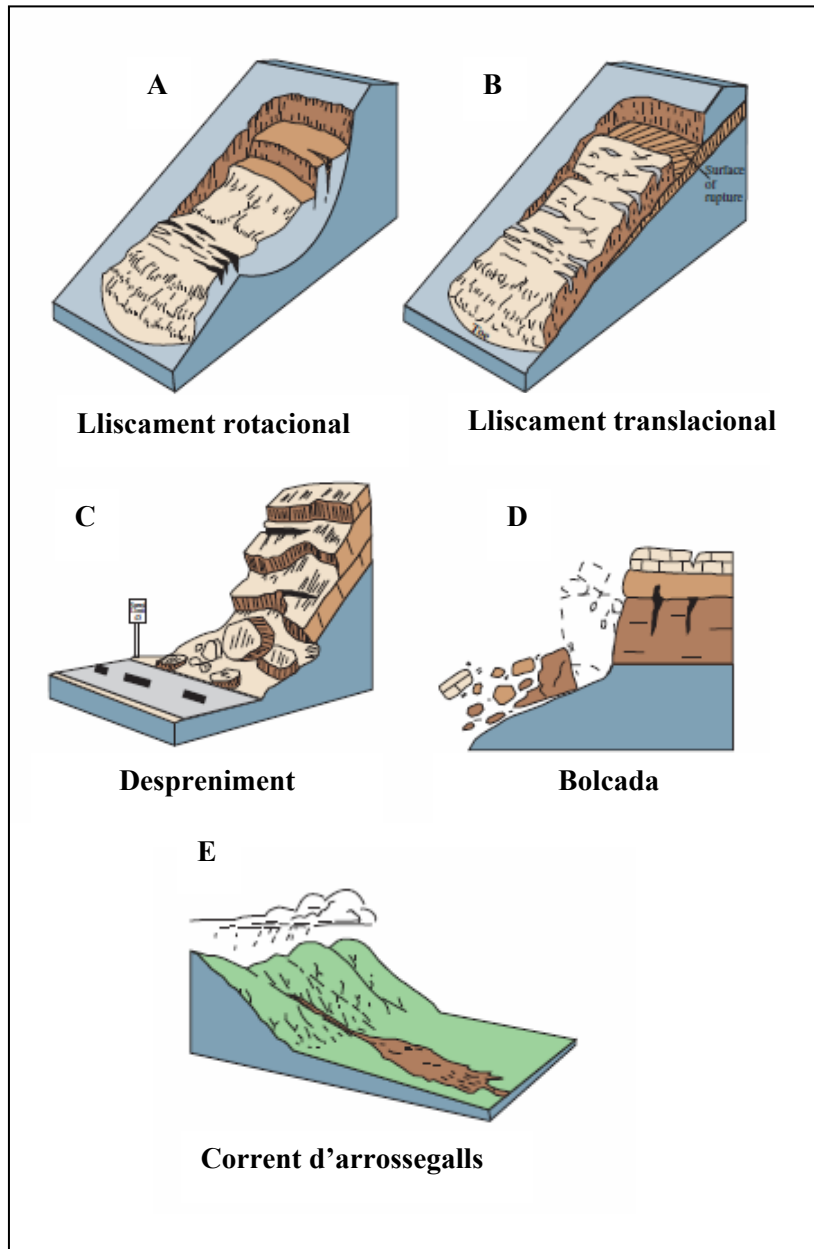 A
B
Surface
of
rupture
Toe
Lliscament rotacional
Lliscament translacional
C
D
Despreniment
Bolcada
E
Corrent d’arrossegalls